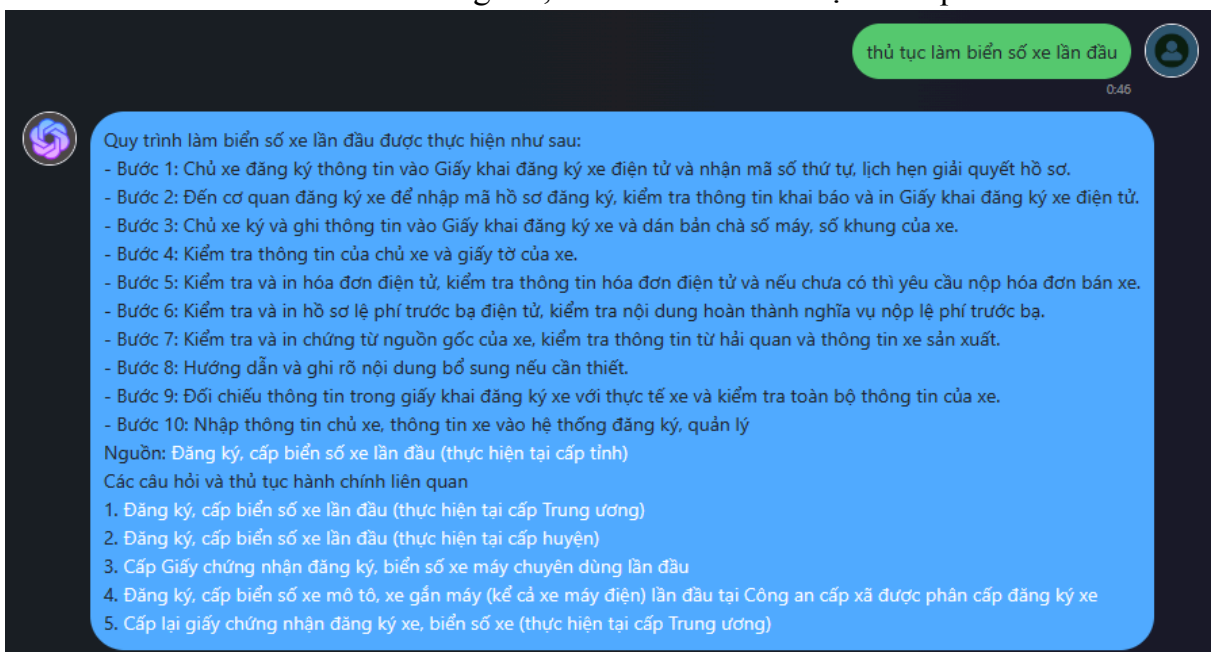 thủ tục làm biển số xe lần đầu
0:46
Quy trình làm biển số xe lần đầu được thực hiện như sau:
- Bước 1: Chủ xe đăng ký thông tin vào Giấy khai đăng ký xe điện tử và nhận mã số thứ tự, lịch hẹn giải quyết hồ sơ.
- Bước 2: Đến cơ quan đăng ký xe để nhập mã hồ sơ đăng ký, kiểm tra thông tin khai báo và in Giấy khai đăng ký xe điện tử.
- Bước 3: Chủ xe ký và ghi thông tin vào Giấy khai đăng ký xe và dán bản chà số máy, số khung của xe.
- Bước 4: Kiểm tra thông tin của chủ xe và giấy tờ của xe.
- Bước 5: Kiểm tra và in hóa đơn điện tử, kiểm tra thông tin hóa đơn điện tử và nếu chưa có thì yêu cầu nộp hóa đơn bán xe.
- Bước 6: Kiểm tra và in hồ sơ lệ phí trước bạ điện tử, kiểm tra nội dung hoàn thành nghĩa vụ nộp lệ phí trước bạ.
- Bước 7: Kiểm tra và in chứng từ nguồn gốc của xe, kiểm tra thông tin từ hải quan và thông tin xe sản xuất.
- Bước 8: Hướng dẫn và ghi rõ nội dung bổ sung nếu cần thiết.
- Bước 9: Đối chiếu thông tin trong giấy khai đăng ký xe với thực tế xe và kiểm tra toàn bộ thông tin của xe.
- Bước 10: Nhập thông tin chủ xe, thông tin xe vào hệ thống đăng ký, quản lý
Nguồn: Đăng ký, cấp biển số xe lần đầu (thực hiện tại cấp tỉnh)
Các câu hỏi và thủ tục hành chính liên quan
1. Đăng ký, cấp biển số xe lần đầu (thực hiện tại cấp Trung ương)
2. Đăng ký, cấp biển số xe lần đầu (thực hiện tại cấp huyện)
3. Cấp Giấy chứng nhận đăng ký, biển số xe máy chuyên dùng lần đầu
4. Đăng ký, cấp biển số xe mô tô, xe gắn máy (kể cả xe máy điện) lần đầu tại Công an cấp xã được phân cấp đăng ký xe
5. Cấp lại giấy chứng nhận đăng ký xe, biển số xe (thực hiện tại cấp Trung ương)